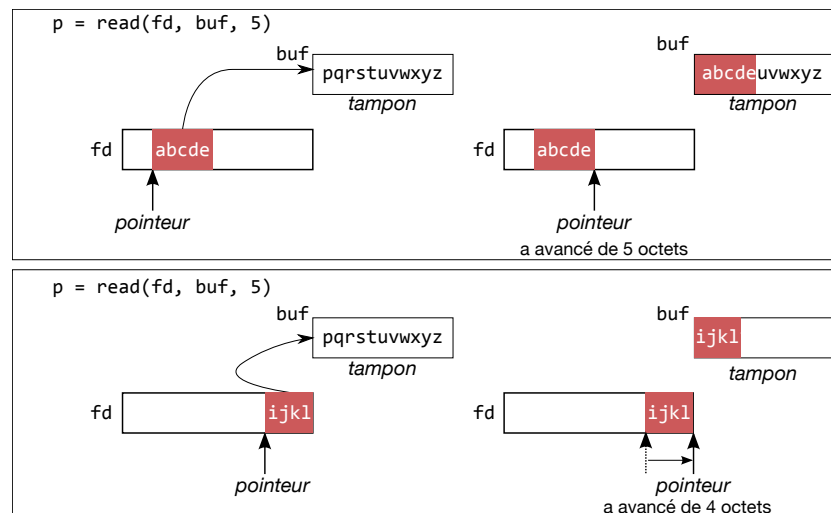 p = read(fd, buf, 5)
buf
buf
pqrstuvwxyz
abcdeuvwxyz
tampon
tampon
fd
abcde
fd
abcde
pointeur
pointeur
a avancé de 5 octets
p = read(fd, buf, 5)
buf
buf
pqrstuvwxyz
ijkl
tampon
tampon
fd
ijkl
fd
ijkl
pointeur
pointeur
a avancé de 4 octets